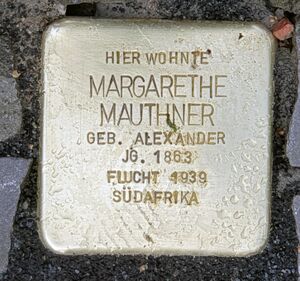 HIER WOHNTE
MARGARETHE
MAUTHNER
GEB. ALEXANDER
JG. 1863
FLUCHT 1939
SÜDAFRIKA